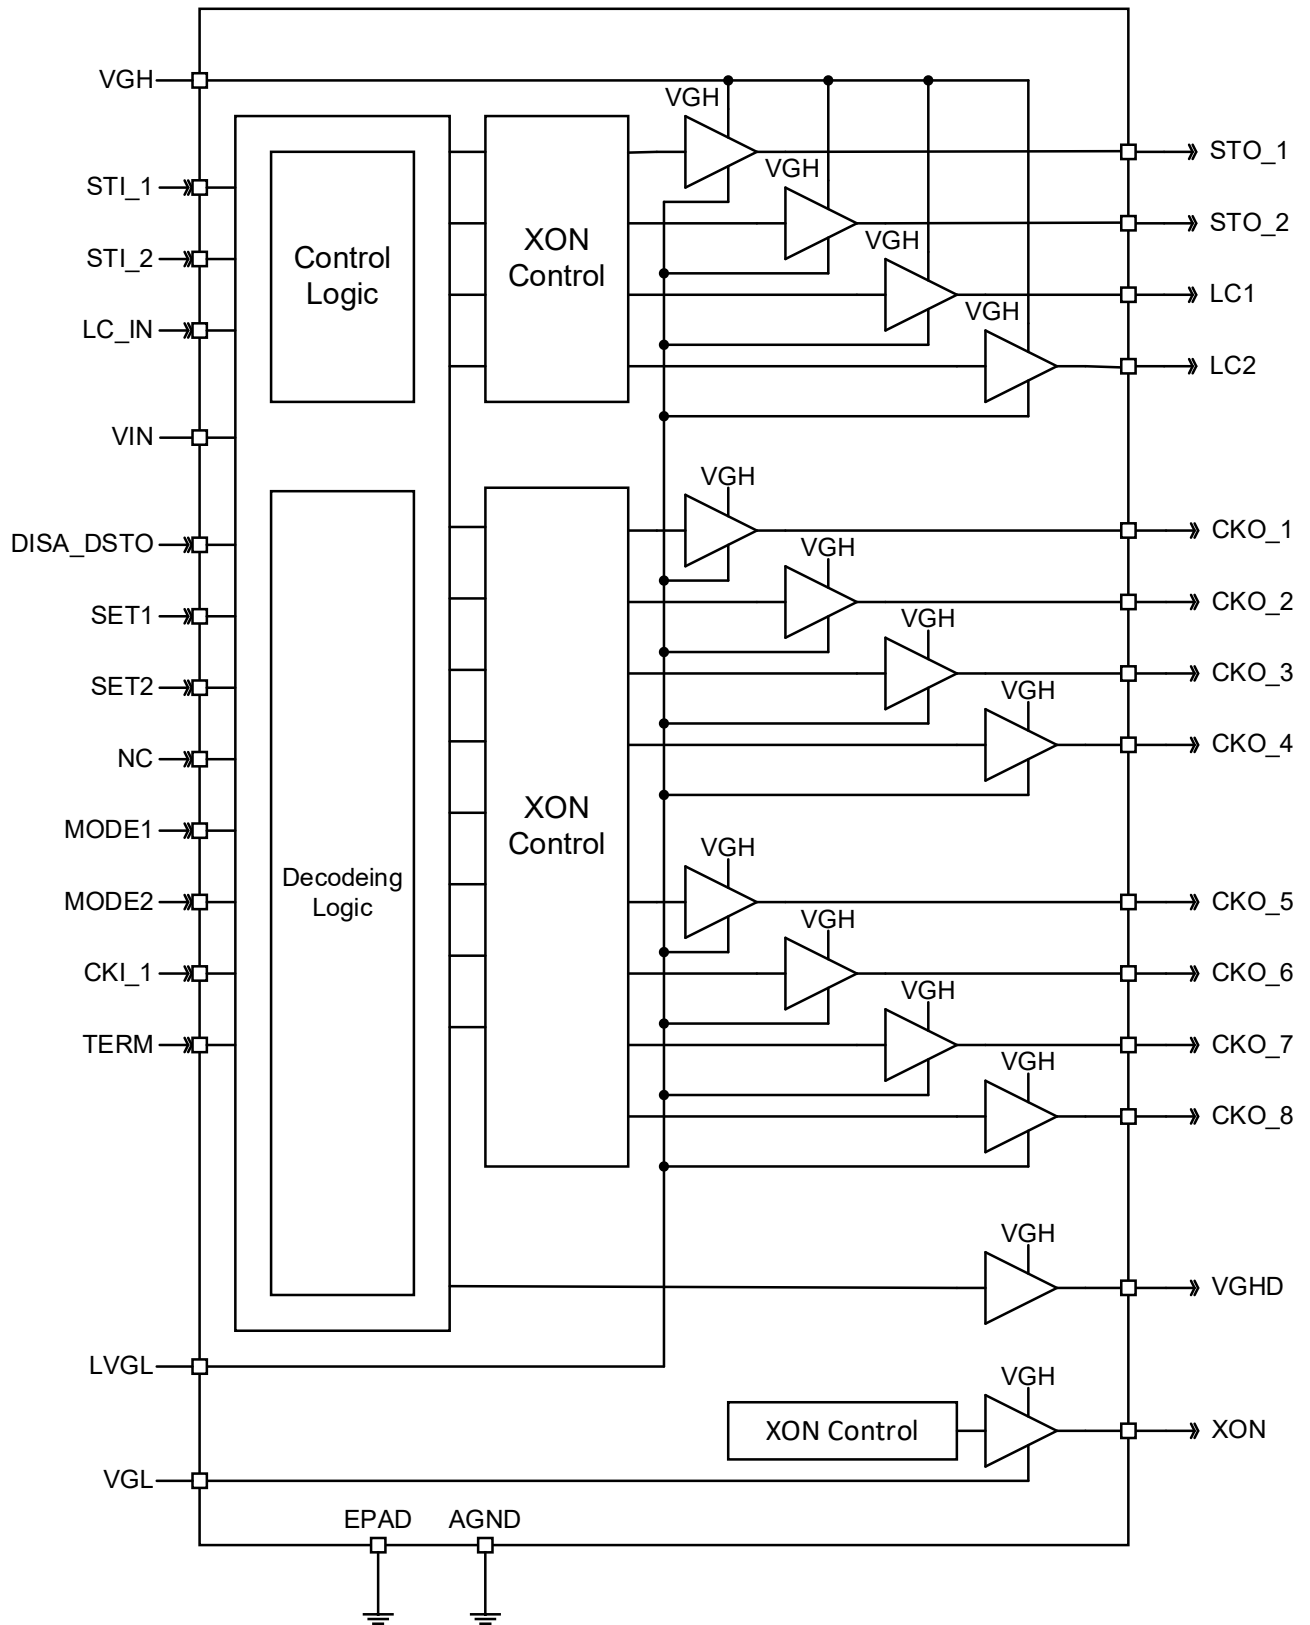 VGH
VGH
STO_1
VGH
STI_1
STO_2
XON
Control
Control
Logic
VGH
STI_2
LC1
VGH
LC_IN
LC2
VIN
VGH
CKO_1
DISA_DSTO
VGH
CKO_2
SET1
VGH
CKO_3
SET2
VGH
CKO_4
NC
XON
Control
MODE1
VGH
Decodeing
Logic
MODE2
CKO_5
VGH
CKI_1
CKO_6
VGH
TERM
CKO_7
VGH
CKO_8
VGH
VGHD
LVGL
VGH
XON Control
XON
VGL
EPAD
AGND